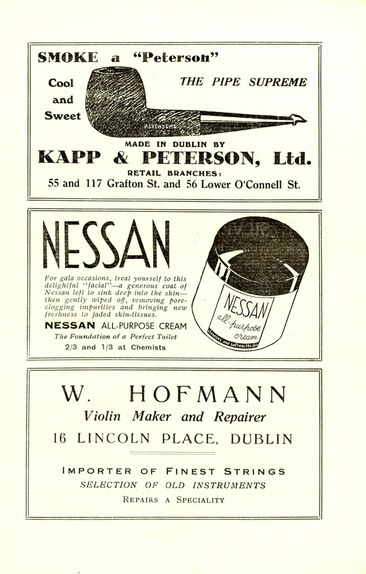 SMOKE a "Peterson"
Cool
and
Sweet
THE PIPE SUPREME
PETERSONS
MADE IN DUBLIN BY
KAPP & PETERSON, Ltd.
RETAIL BRANCHES:
55 and 117 Grafton St. and 56 Lower O'Connell St.
NESSAN
For gala occasions, treat yourself to this
delightful "facial"—a generous coat of
Nessan left to sink deep into the skin—
then gently wiped off, removing pore-
clogging impurities and bringing new
freshness to jaded skin-tissues.
NESSAN ALL-PURPOSE CREAM
The Foundation of a Perfect Toilet
2/3 and 1/3 at Chemists
NESSAN
all-purpose
cream
W. HOFMANN
Violin Maker and Repairer
16 LINCOLN PLACE, DUBLIN
IMPORTER OF FINEST STRINGS
SELECTION OF OLD INSTRUMENTS
REPAIRS A SPECIALITY